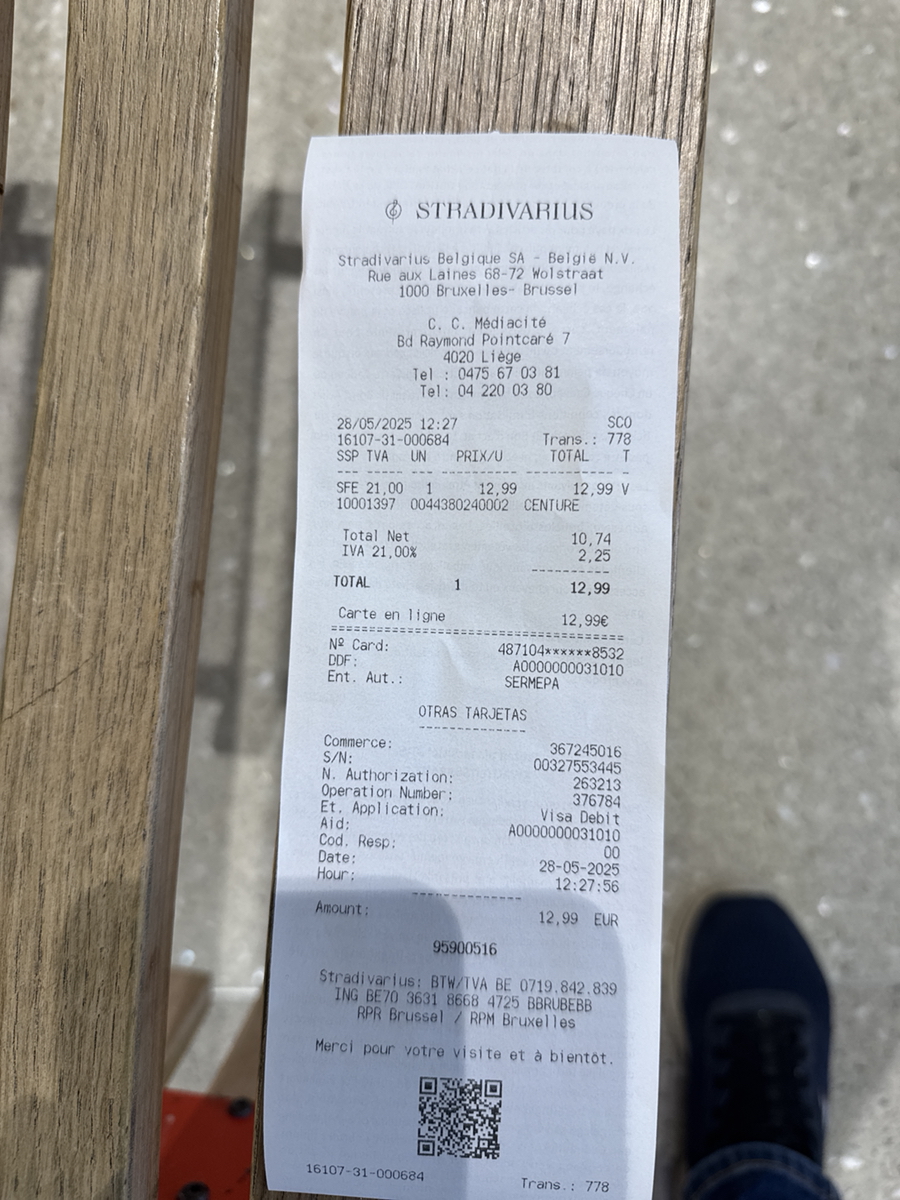 STRADIVARIUS
Stradivarius Belgique SA - België N.V.
Rue aux Laines 68-72 Wolstraat
1000 Bruxelles- Brussel
C. C. Médiacité
Bd Raymond Pointcaré 7
4020 Liège
Tel : 0475 67 03 81
Tel: 04 220 03 80
28/05/2025 12:27 SCO
16107-31-000684 Trans.: 778
SSP TVA UN PRIX/U TOTAL T
--- ---- --- ---------- ----------- -
SFE 21,00 1 12,99 12,99 V
10001397 0044380240002 CENTURE
Total Net 10,74
IVA 21,00% 2,25
----------
TOTAL 1 12,99
Carte en ligne 12,99€
========================================
Nº Card: 487104******8532
DDF: A0000000031010
Ent. Aut.: SERMEPA
OTRAS TARJETAS
--------------
Commerce: 367245016
S/N: 00327553445
N. Authorization: 263213
Operation Number: 376784
Et. Application: Visa Debit
Aid: A0000000031010
Cod. Resp: 00
Date: 28-05-2025
Hour: 12:27:56
--------------
Amount: 12,99 EUR
95900516
Stradivarius: BTW/TVA BE 0719.842.839
ING BE70 3631 8668 4725 BBRUBEBB
RPR Brussel / RPM Bruxelles
Merci pour votre visite et à bientôt.
16107-31-000684 Trans.: 778